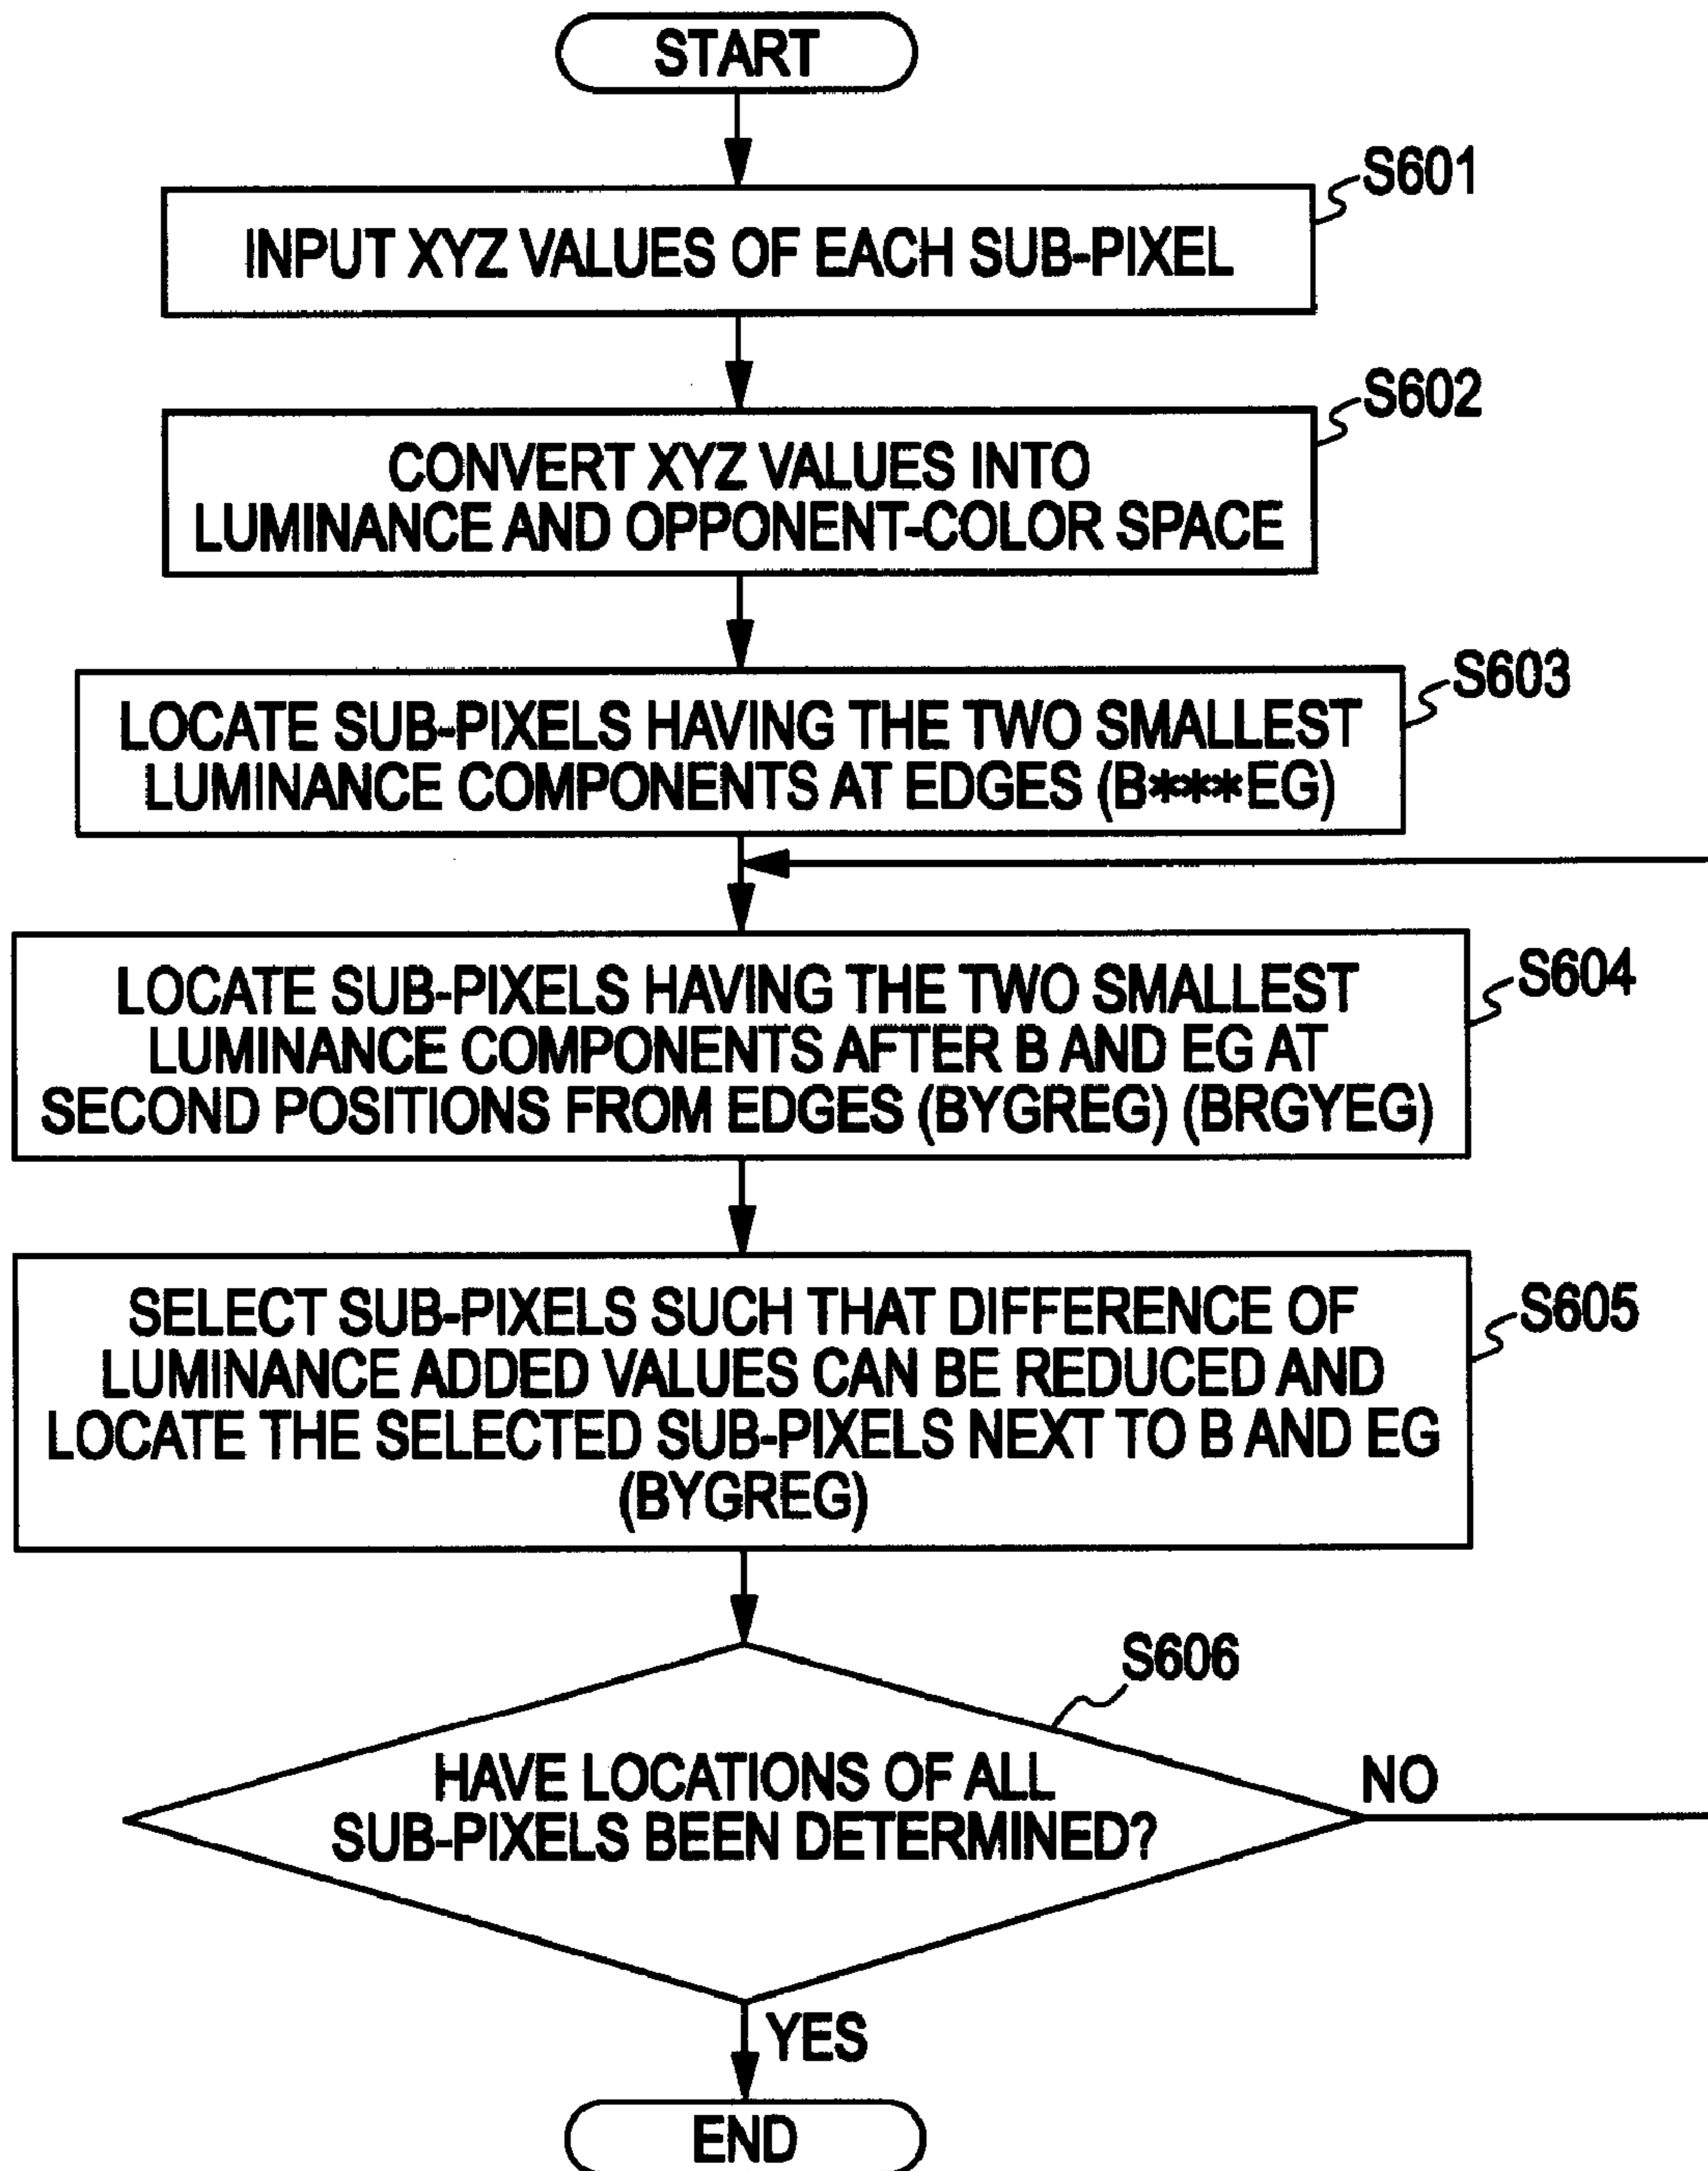 START
S601
INPUT XYZ VALUES OF EACH SUB-PIXEL
S602
CONVERT XYZ VALUES INTO
LUMINANCE AND OPPONENT-COLOR SPACE
S603
LOCATE SUB-PIXELS HAVING THE TWO SMALLEST
LUMINANCE COMPONENTS AT EDGES (B***EG)
S604
LOCATE SUB-PIXELS HAVING THE TWO SMALLEST
LUMINANCE COMPONENTS AFTER B AND EG AT
SECOND POSITIONS FROM EDGES (BYGREG) (BRGYEG)
S605
SELECT SUB-PIXELS SUCH THAT DIFFERENCE OF
LUMINANCE ADDED VALUES CAN BE REDUCED AND
LOCATE THE SELECTED SUB-PIXELS NEXT TO B AND EG
(BYGREG)
S606
HAVE LOCATIONS OF ALL
SUB-PIXELS BEEN DETERMINED?
NO
YES
END